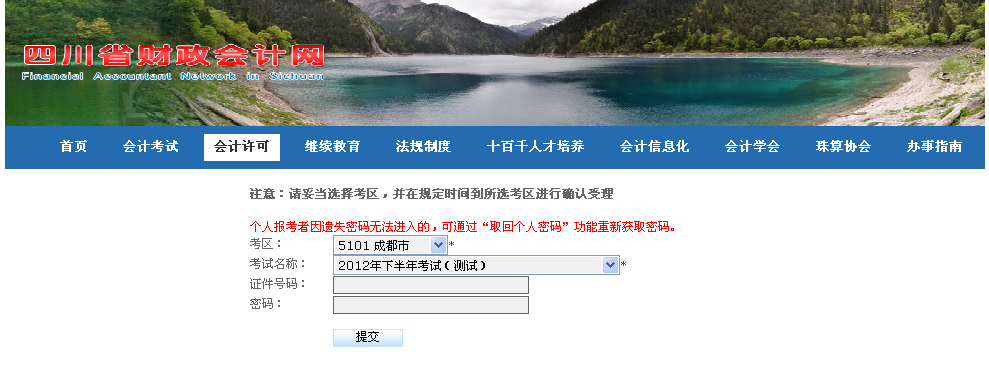 四川省财政会计网
Financial Accountant Network in Sichuan
首页 会计考试 会计许可 继续教育 法规制度 十百千人才培养 会计信息化 会计学会 珠算协会 办事指南
注意：请妥当选择考区，并在规定时间到所选考区进行确认受理
个人报考者因遗失密码无法进入的，可通过“取回个人密码”功能重新获取密码。
考区： 5101 成都市 *
考试名称： 2012年下半年考试（测试） *
证件号码：
密码：
提交